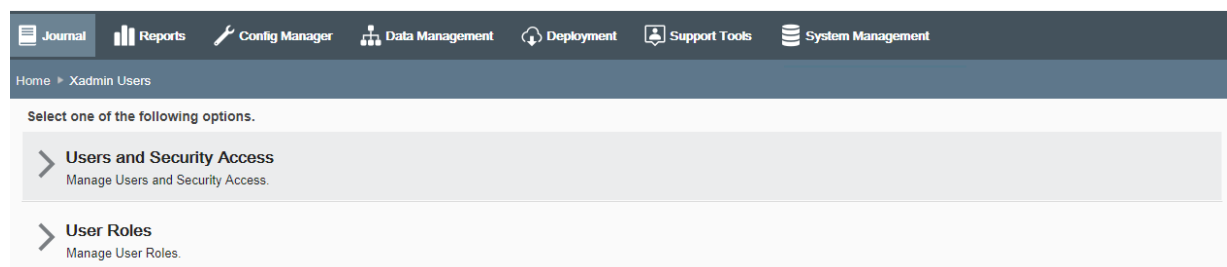 Journal Reports Config Manager Data Management Deployment Support Tools System Management
Home ▸ Xadmin Users
Select one of the following options.
Users and Security Access
Manage Users and Security Access.
User Roles
Manage User Roles.